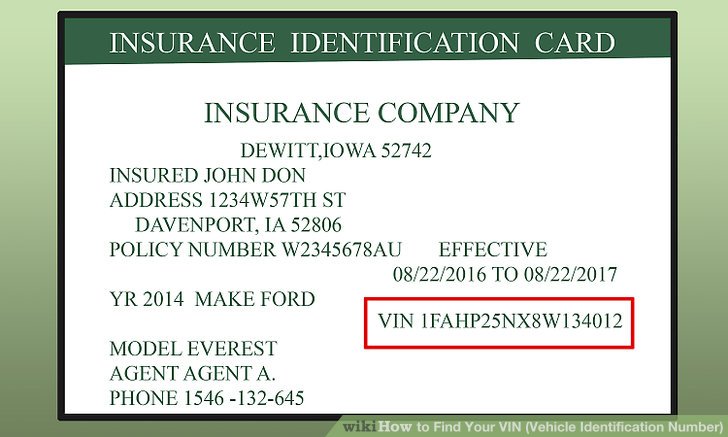 INSURANCE IDENTIFICATION CARD
INSURANCE COMPANY
DEWITT,IOWA 52742
INSURED JOHN DON
ADDRESS 1234W57TH ST
DAVENPORT, IA 52806
POLICY NUMBER W2345678AU EFFECTIVE
08/22/2016 TO 08/22/2017
YR 2014 MAKE FORD
VIN 1FAHP25NX8W134012
MODEL EVEREST
AGENT AGENT A.
PHONE 1546 -132-645
wikiHow to Find Your VIN (Vehicle Identification Number)